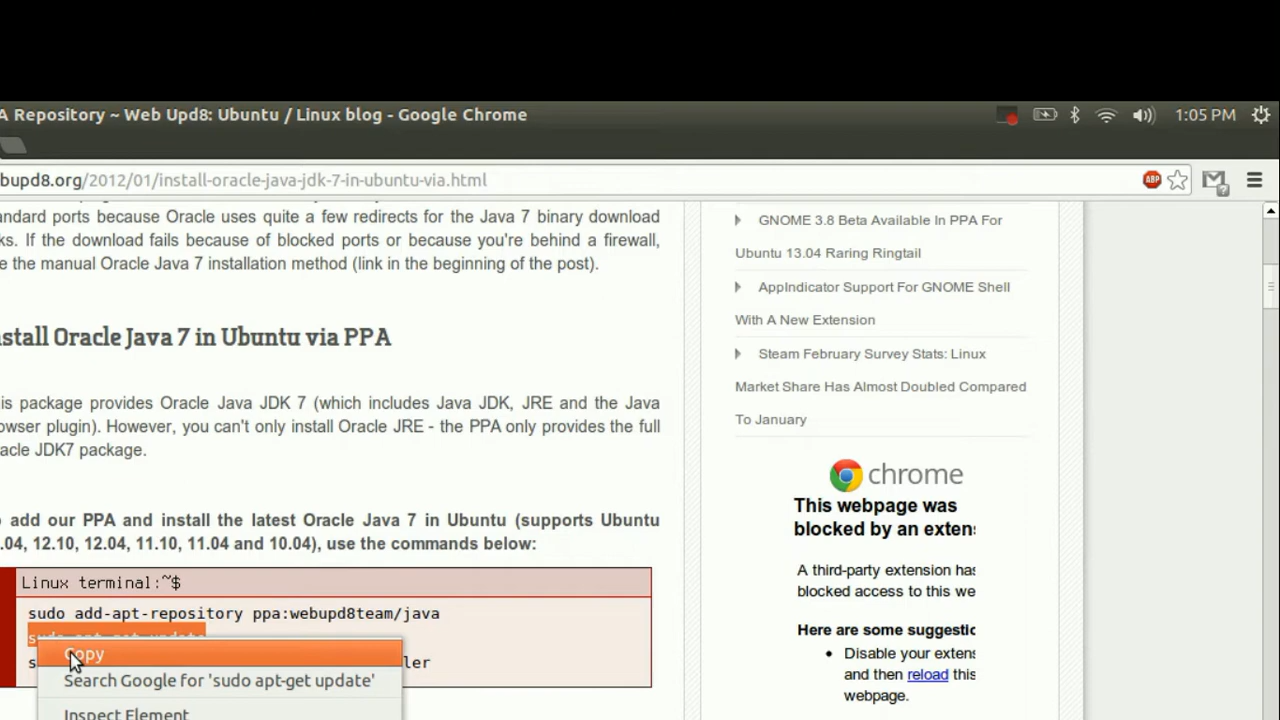 A Repository ~ Web Upd8: Ubuntu / Linux blog - Google Chrome
1:05 PM
bupd8.org/2012/01/install-oracle-java-jdk-7-in-ubuntu-via.html
ABP
andard ports because Oracle uses quite a few redirects for the Java 7 binary download
ks. If the download fails because of blocked ports or because you're behind a firewall,
e the manual Oracle Java 7 installation method (link in the beginning of the post).
nstall Oracle Java 7 in Ubuntu via PPA
is package provides Oracle Java JDK 7 (which includes Java JDK, JRE and the Java
owser plugin). However, you can't only install Oracle JRE - the PPA only provides the full
acle JDK7 package.
o add our PPA and install the latest Oracle Java 7 in Ubuntu (supports Ubuntu
.04, 12.10, 12.04, 11.10, 11.04 and 10.04), use the commands below:
Linux terminal:~$
sudo add-apt-repository ppa:webupd8team/java
sudo apt-get update
s
ler
Copy
Search Google for 'sudo apt-get update'
Inspect Element
GNOME 3.8 Beta Available In PPA For
Ubuntu 13.04 Raring Ringtail
AppIndicator Support For GNOME Shell
With A New Extension
Steam February Survey Stats: Linux
Market Share Has Almost Doubled Compared
To January
chrome
This webpage was
blocked by an extens
A third-party extension has
blocked access to this we
Here are some suggestic
Disable your extens
and then reload this
webpage.